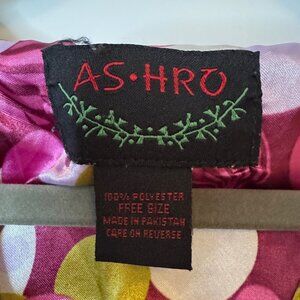 AS•HRO
100% POLYESTER
FREE SIZE
MADE IN PAKISTAN
CARE ON REVERSE